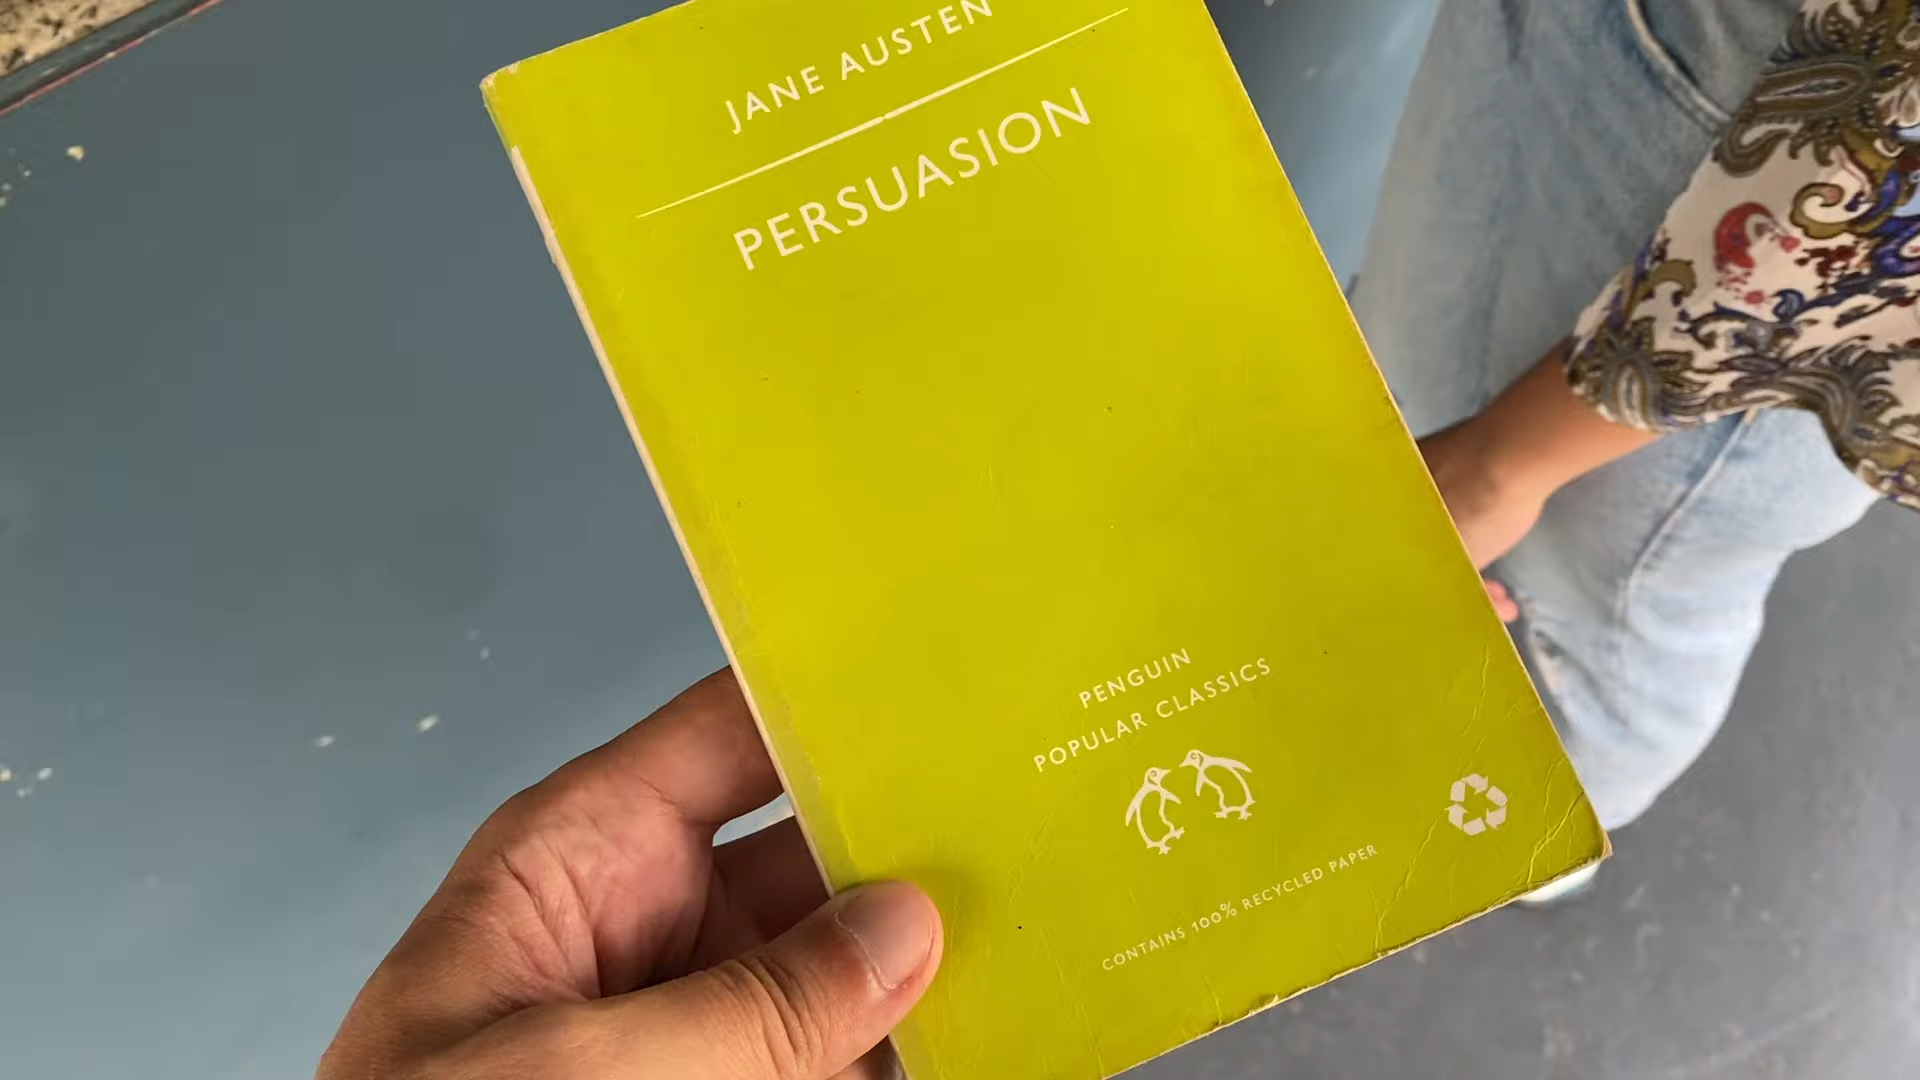 JANE AUSTEN
PERSUASION
PENGUIN
POPULAR CLASSICS
CONTAINS 100% RECYCLED PAPER